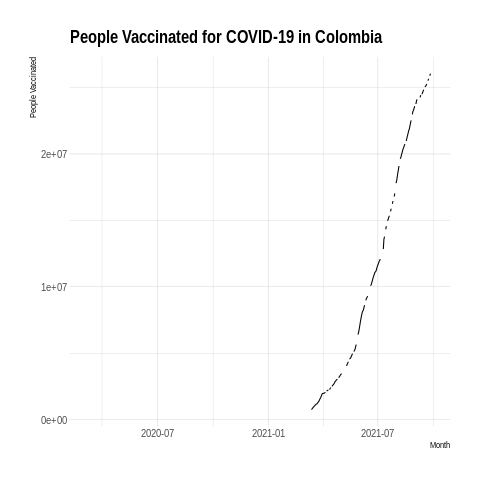 People Vaccinated for COVID-19 in Colombia
People Vaccinated
2e+07
1e+07
0e+00
2020-07
2021-01
2021-07
Month